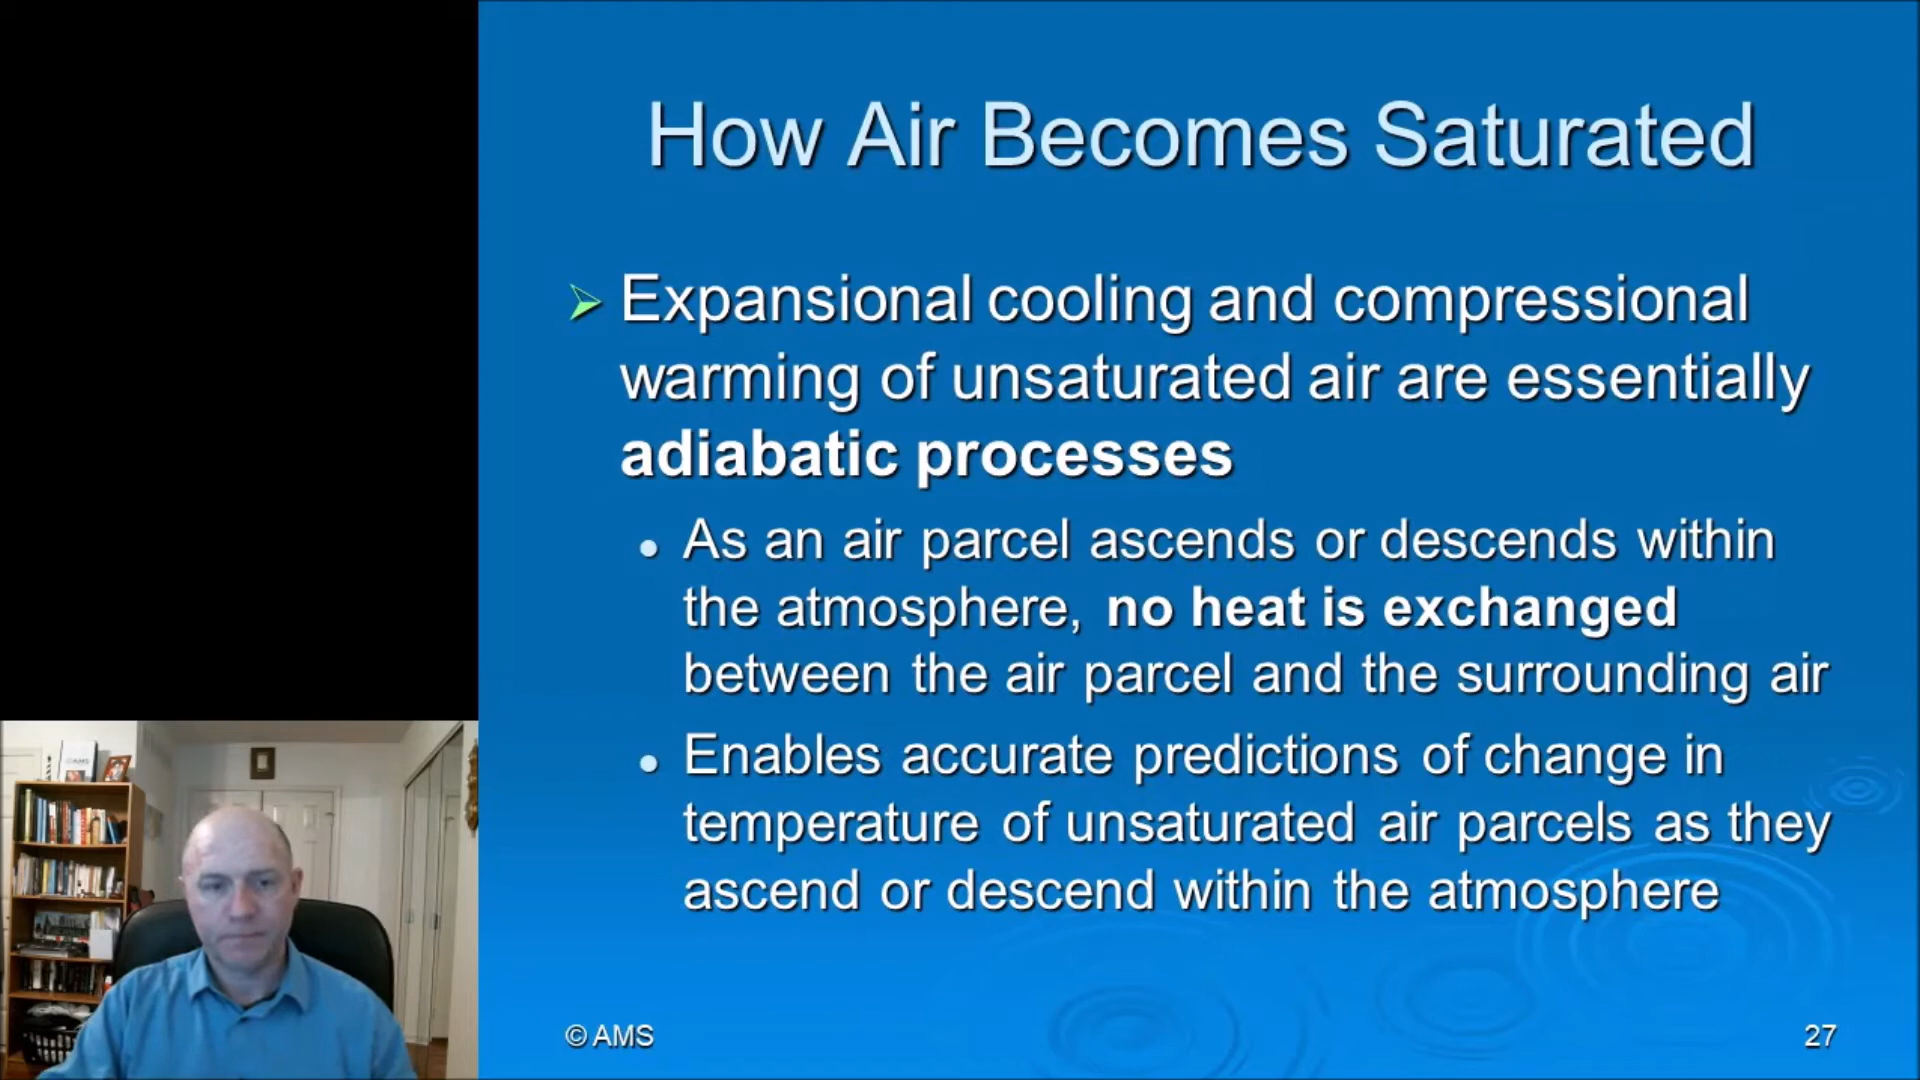 How Air Becomes Saturated
Expansional cooling and compressional
warming of unsaturated air are essentially
adiabatic processes
As an air parcel ascends or descends within
the atmosphere, no heat is exchanged
between the air parcel and the surrounding air
Enables accurate predictions of change in
temperature of unsaturated air parcels as they
ascend or descend within the atmosphere
© AMS
27